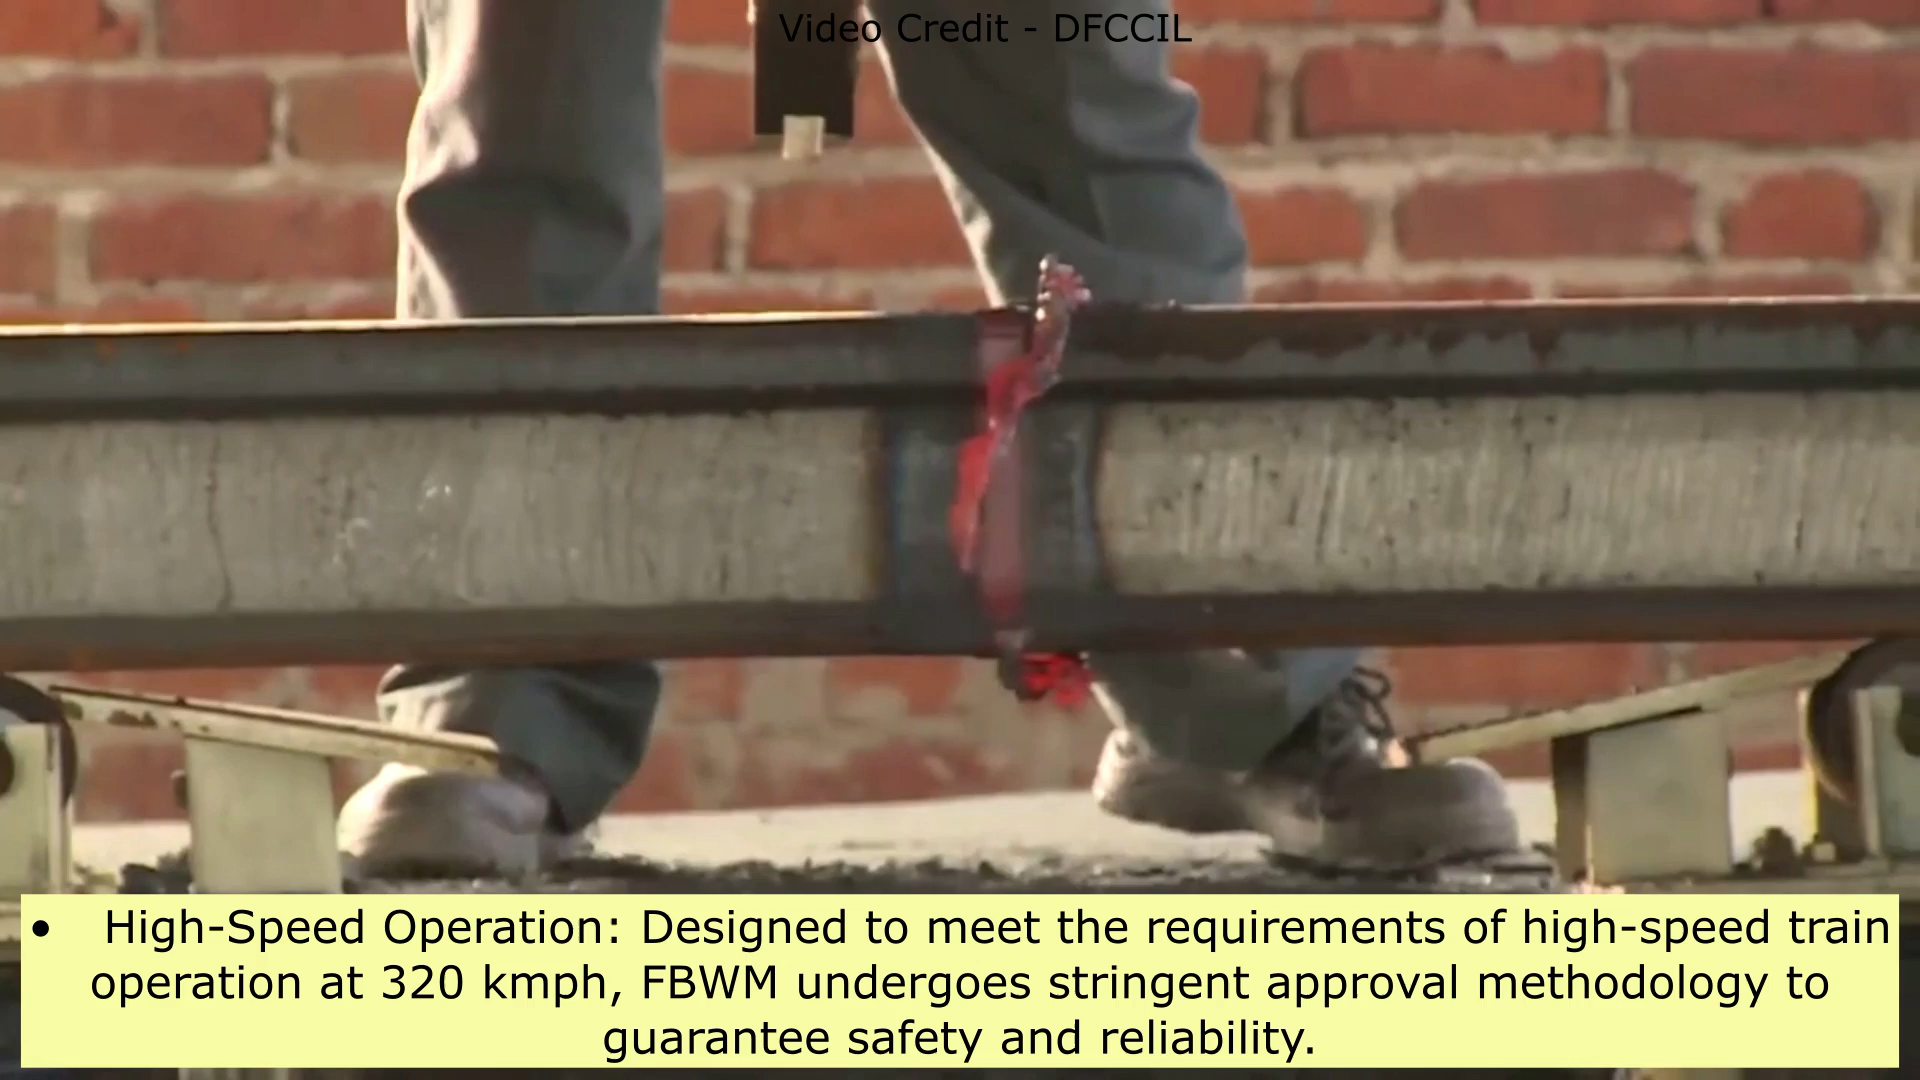 Video Credit - DFCCIL
• High-Speed Operation: Designed to meet the requirements of high-speed train
operation at 320 kmph, FBWM undergoes stringent approval methodology to
guarantee safety and reliability.